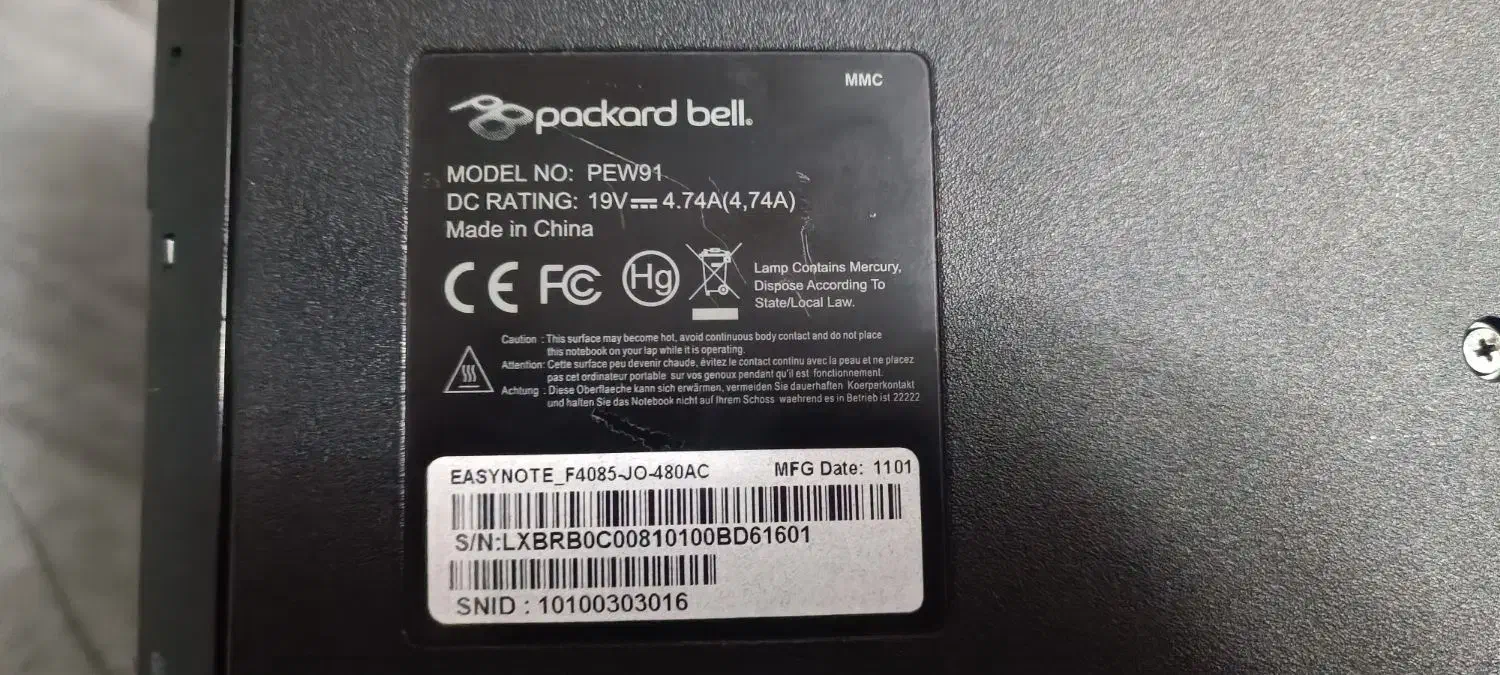 MMC
packard bell.
MODEL NO: PEW91
DC RATING: 19V⎓ 4.74A(4,74A)
Made in China
CE FC Hg
Lamp Contains Mercury,
Dispose According To
State/Local Law.
Caution : This surface may become hot, avoid continuous body contact and do not place
this notebook on your lap while it is operating.
Attention: Cette surface peu devenir chaude, évitez le contact continu avec la peau et ne placez
pas cet ordinateur portable sur vos genoux pendant qu'il est fonctionnement.
Achtung : Diese Oberflaeche kann sich erwärmen, vermeiden Sie dauerhaften Koerperkontakt
und halten Sie das Notebook nicht auf Ihrem Schoss waehrend es in Betrieb ist 22222
EASYNOTE_F4085-JO-480AC MFG Date: 1101
S/N:LXBRB0C00810100BD61601
SNID : 10100303016